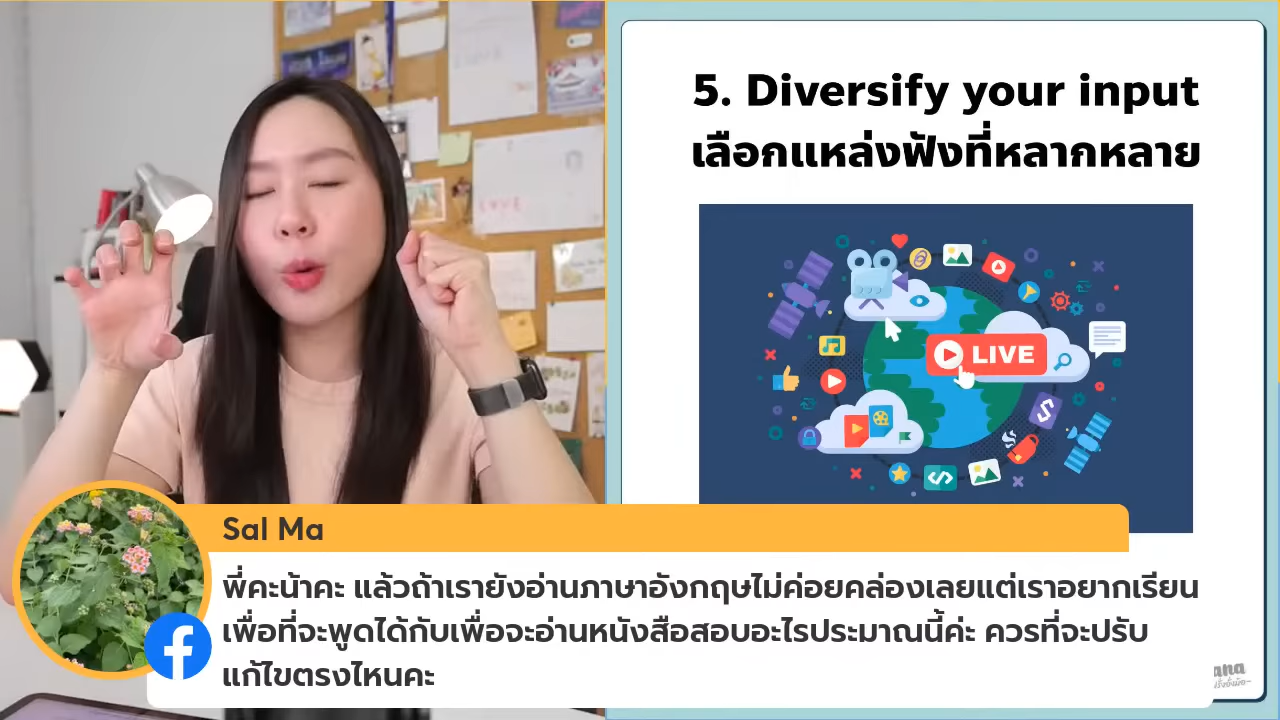 5. Diversify your input
เลือกแหล่งฟังที่หลากหลาย
LIVE
Sal Ma
พี่คะน้าคะ แล้วถ้าเรายังอ่านภาษาอังกฤษไม่ค่อยคล่องเลยแต่เราอยากเรียน
เพื่อที่จะพูดได้กับเพื่อจะอ่านหนังสือสอบอะไรประมาณนี้ค่ะ ควรที่จะปรับ
แก้ไขตรงไหนคะ